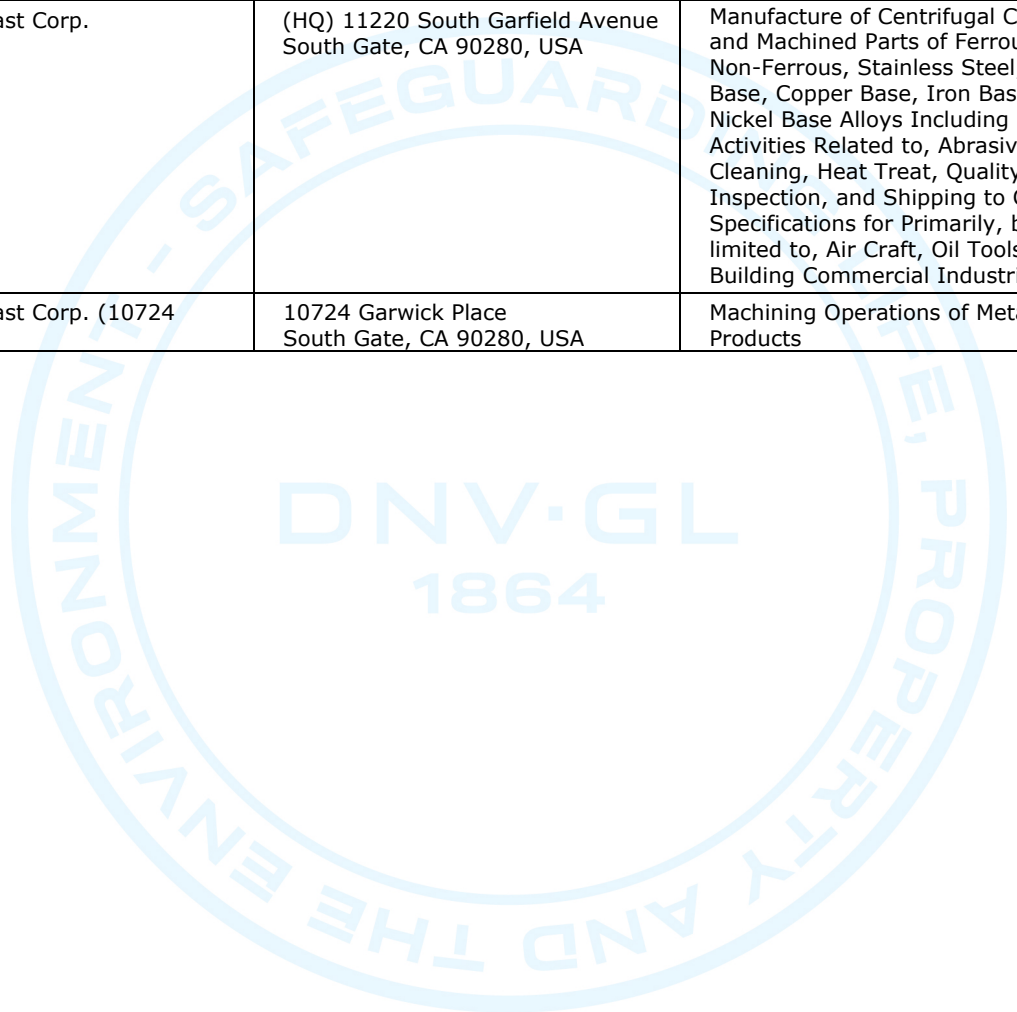 ast Corp.
(HQ) 11220 South Garfield Avenue
South Gate, CA 90280, USA
Manufacture of Centrifugal C
and Machined Parts of Ferrou
Non-Ferrous, Stainless Steel,
Base, Copper Base, Iron Bas
Nickel Base Alloys Including
Activities Related to, Abrasiv
Cleaning, Heat Treat, Quality
Inspection, and Shipping to C
Specifications for Primarily, b
limited to, Air Craft, Oil Tools
Building Commercial Industri
ast Corp. (10724
10724 Garwick Place
South Gate, CA 90280, USA
Machining Operations of Meta
Products
SAFEGUARDING LIFE, PROPERTY AND THE ENVIRONMENT -
DNV·GL
1864